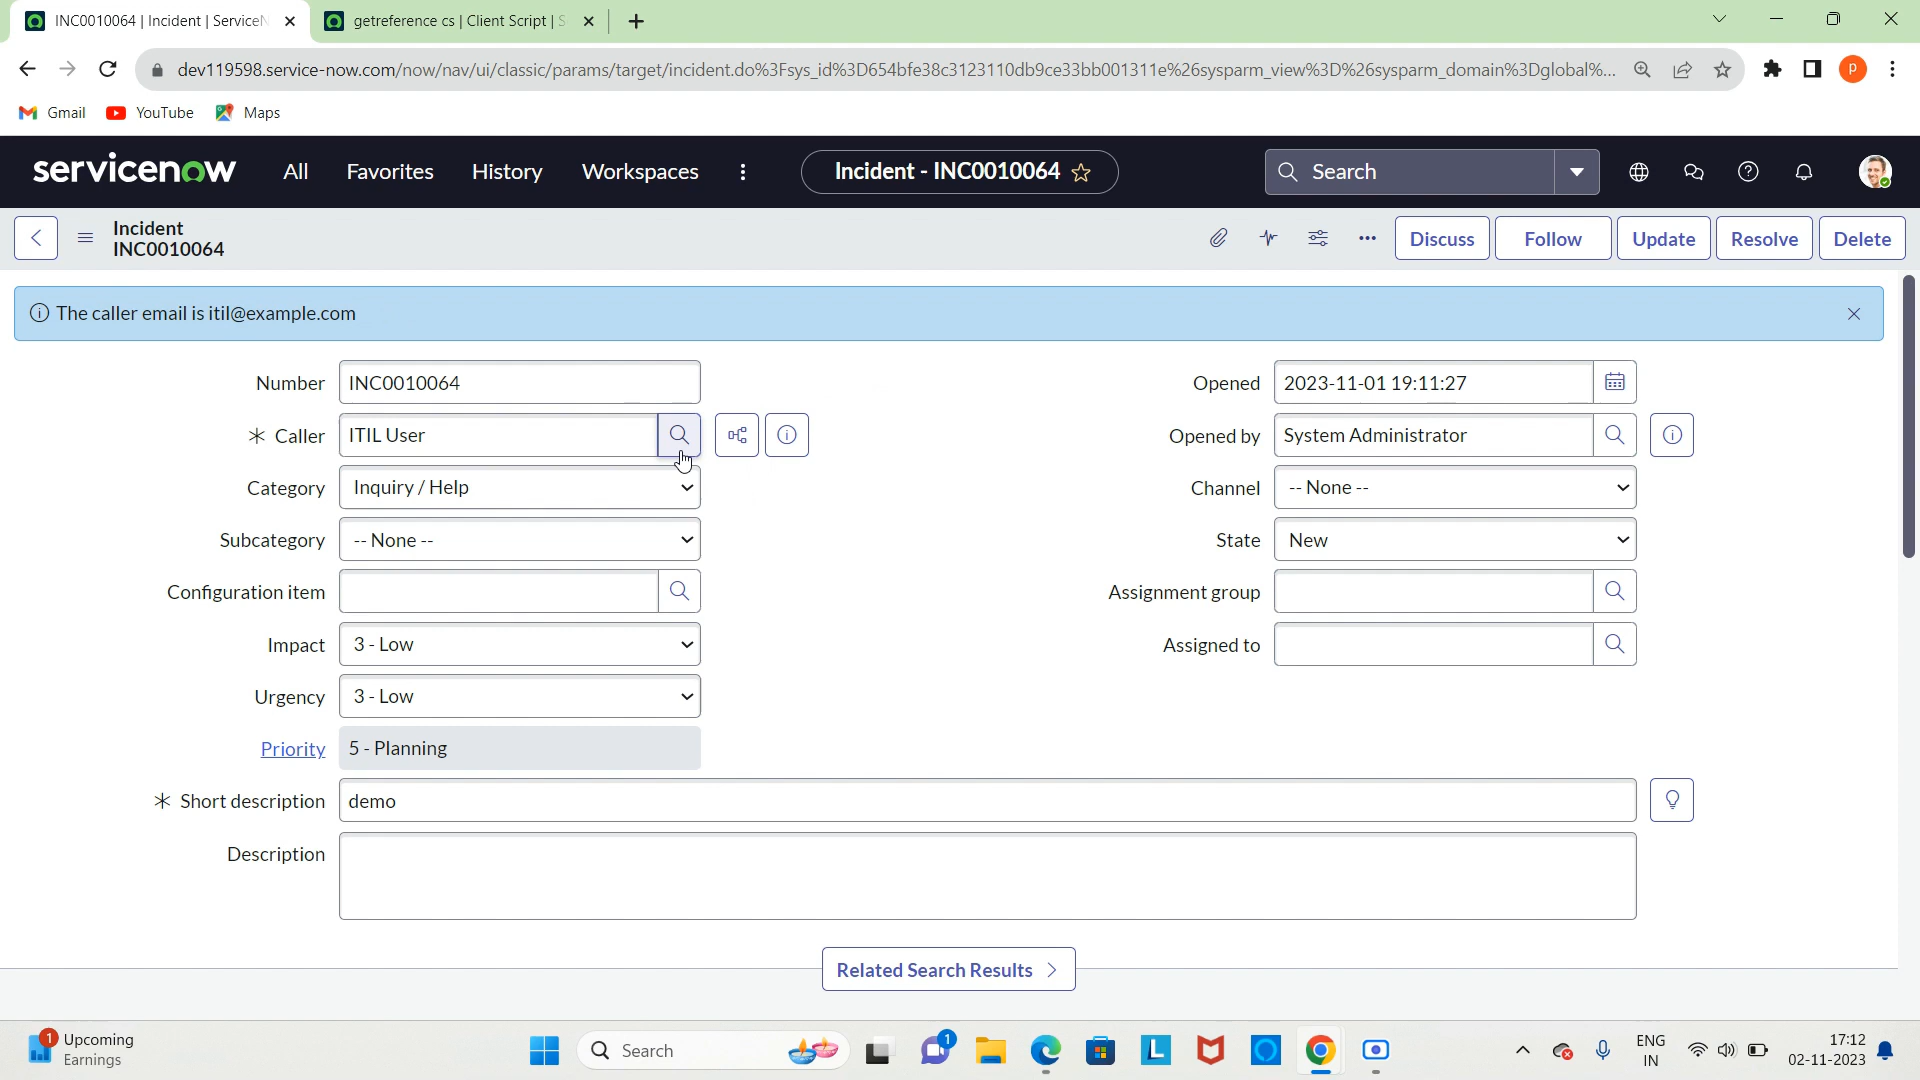 INC0010064 | Incident | ServiceN
getreference cs | Client Script | S
dev119598.service-now.com/now/nav/ui/classic/params/target/incident.do%3Fsys_id%3D654bfe38c3123110db9ce33bb001311e%26sysparm_view%3D%26sysparm_domain%3Dglobal%...
P
Gmail
YouTube
Maps
servicenow
All
Favorites
History
Workspaces
Incident - INC0010064
Search
Incident
INC0010064
Discuss
Follow
Update
Resolve
Delete
The caller email is itil@example.com
Number
INC0010064
Opened
2023-11-01 19:11:27
Caller
ITIL User
Opened by
System Administrator
Category
Inquiry / Help
Channel
-- None --
Subcategory
-- None --
State
New
Configuration item
Assignment group
Impact
3 - Low
Assigned to
Urgency
3 - Low
Priority
5 - Planning
Short description
demo
Description
Related Search Results
1
Upcoming
Earnings
Search
1
L
ENG
IN
17:12
02-11-2023